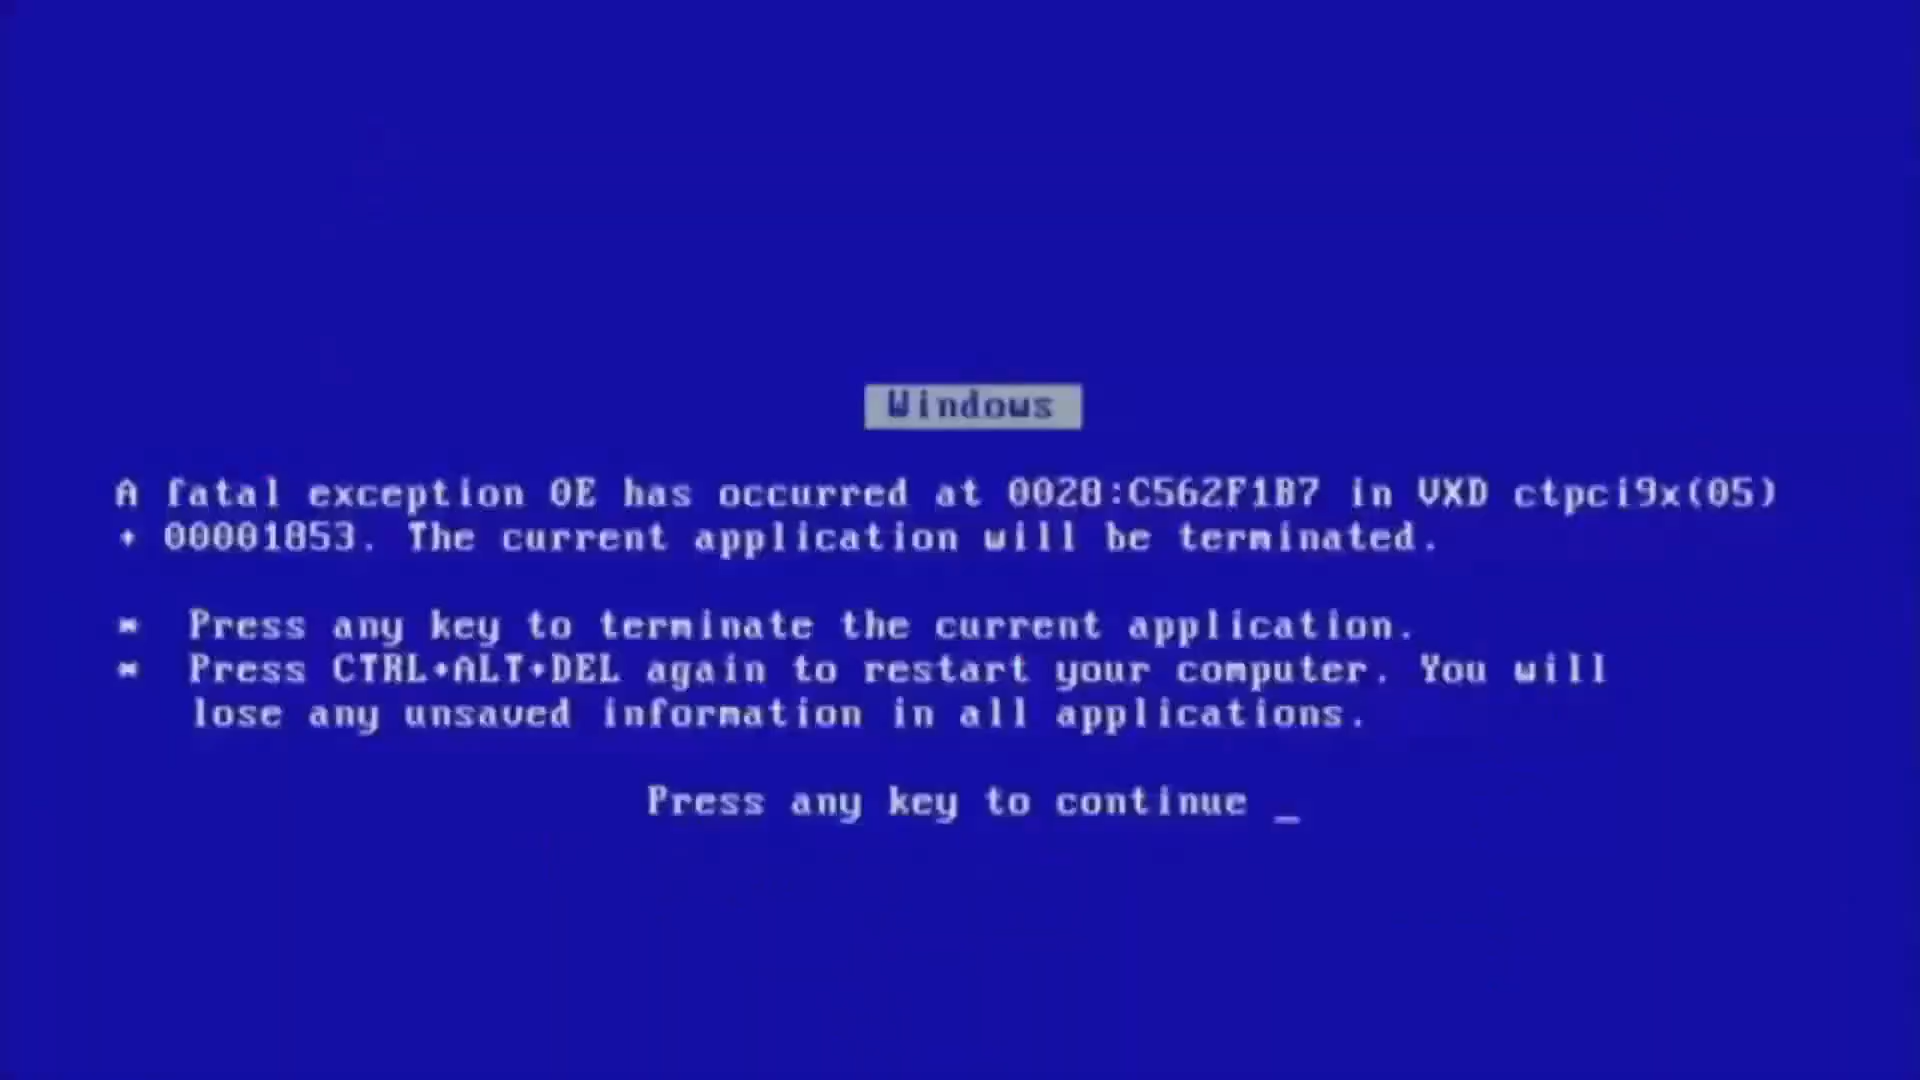 Windows
A fatal exception 0E has occurred at 0028:C562F1B7 in VXD ctpci9x(05)
+ 00001853. The current application will be terminated.
* Press any key to terminate the current application.
* Press CTRL+ALT+DEL again to restart your computer. You will
lose any unsaved information in all applications.
Press any key to continue _